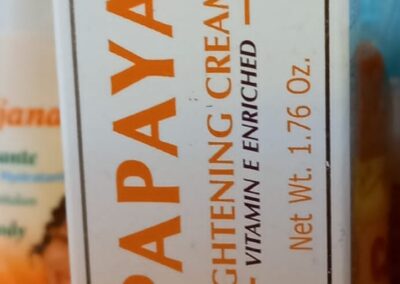 PAPAYA
GHTENING CREAM
VITAMIN E ENRICHED
Net Wt. 1.76 Oz.
jana